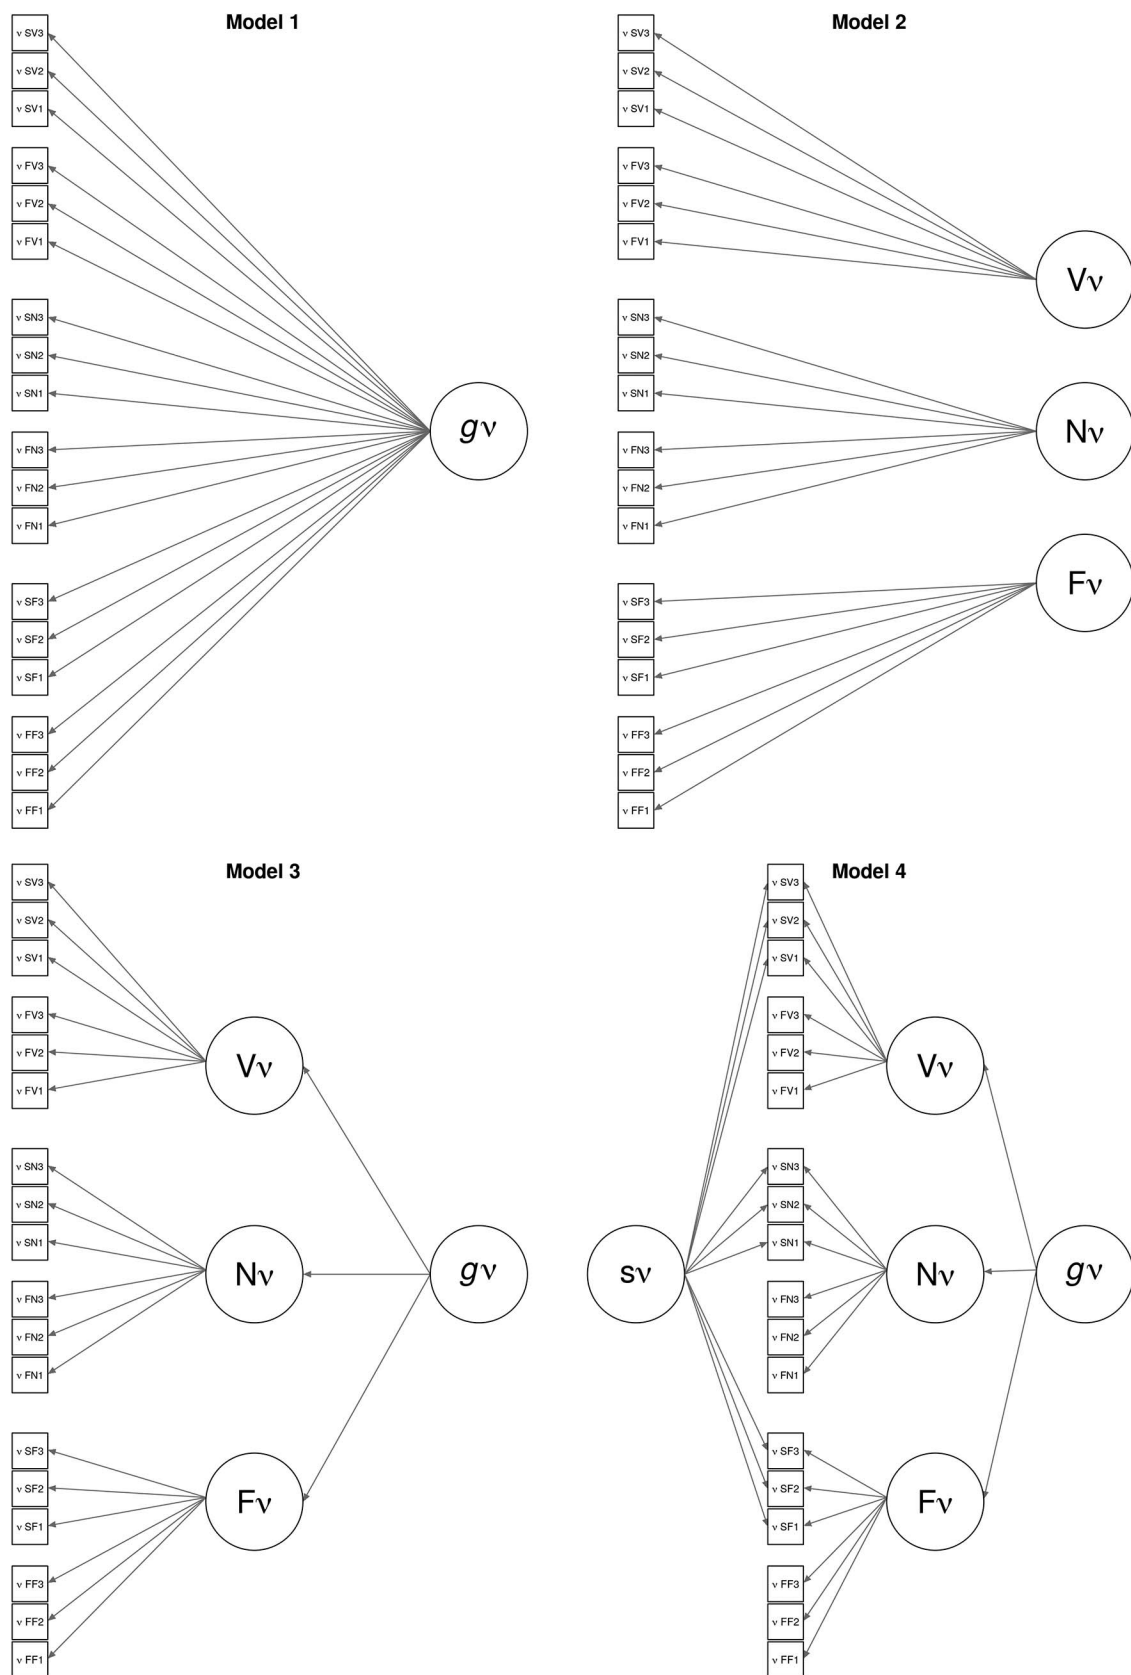 Model 1
ν SV3
ν SV2
ν SV1
ν FV3
ν FV2
ν FV1
ν SN3
ν SN2
ν SN1
ν FN3
ν FN2
ν FN1
ν SF3
ν SF2
ν SF1
ν FF3
ν FF2
ν FF1
gν
Model 2
ν SV3
ν SV2
ν SV1
ν FV3
ν FV2
ν FV1
ν SN3
ν SN2
ν SN1
ν FN3
ν FN2
ν FN1
ν SF3
ν SF2
ν SF1
ν FF3
ν FF2
ν FF1
Vν
Nν
Fν
Model 3
ν SV3
ν SV2
ν SV1
ν FV3
ν FV2
ν FV1
ν SN3
ν SN2
ν SN1
ν FN3
ν FN2
ν FN1
ν SF3
ν SF2
ν SF1
ν FF3
ν FF2
ν FF1
Vν
Nν
Fν
gν
Model 4
sν
ν SV3
ν SV2
ν SV1
ν FV3
ν FV2
ν FV1
ν SN3
ν SN2
ν SN1
ν FN3
ν FN2
ν FN1
ν SF3
ν SF2
ν SF1
ν FF3
ν FF2
ν FF1
Vν
Nν
Fν
gν